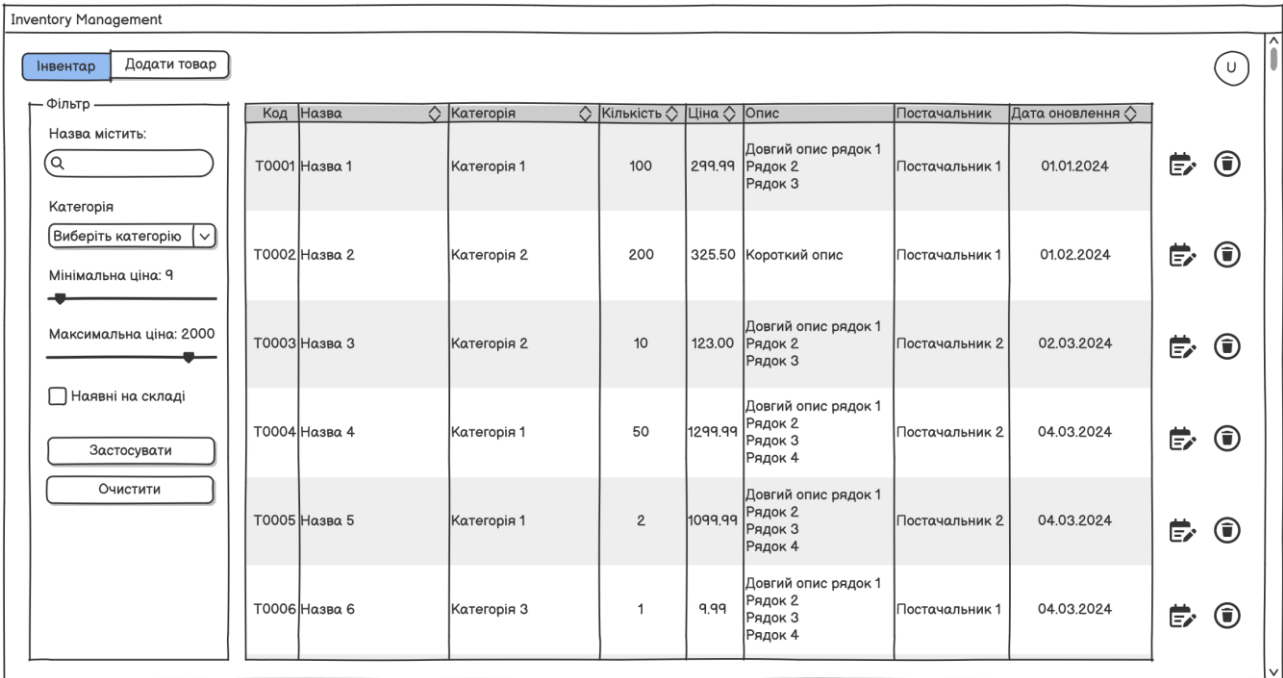 Inventory Management
Інвентар Додати товар
U
Фільтр
Назва містить:
Категорія
Виберіть категорію
Мінімальна ціна: 9
Максимальна ціна: 2000
Наявні на складі
Застосувати
Очистити
Код Назва Категорія Кількість Ціна Опис Постачальник Дата оновлення
Т0001 Назва 1 Категорія 1 100 299.99 Довгий опис рядок 1
Рядок 2
Рядок 3
Постачальник 1 01.01.2024
Т0002 Назва 2 Категорія 2 200 325.50 Короткий опис Постачальник 1 01.02.2024
Т0003 Назва 3 Категорія 2 10 123.00 Довгий опис рядок 1
Рядок 2
Рядок 3
Постачальник 2 02.03.2024
Т0004 Назва 4 Категорія 1 50 1299.99 Довгий опис рядок 1
Рядок 2
Рядок 3
Рядок 4
Постачальник 2 04.03.2024
Т0005 Назва 5 Категорія 1 2 1099.99 Довгий опис рядок 1
Рядок 2
Рядок 3
Рядок 4
Постачальник 2 04.03.2024
Т0006 Назва 6 Категорія 3 1 9.99 Довгий опис рядок 1
Рядок 2
Рядок 3
Рядок 4
Постачальник 1 04.03.2024